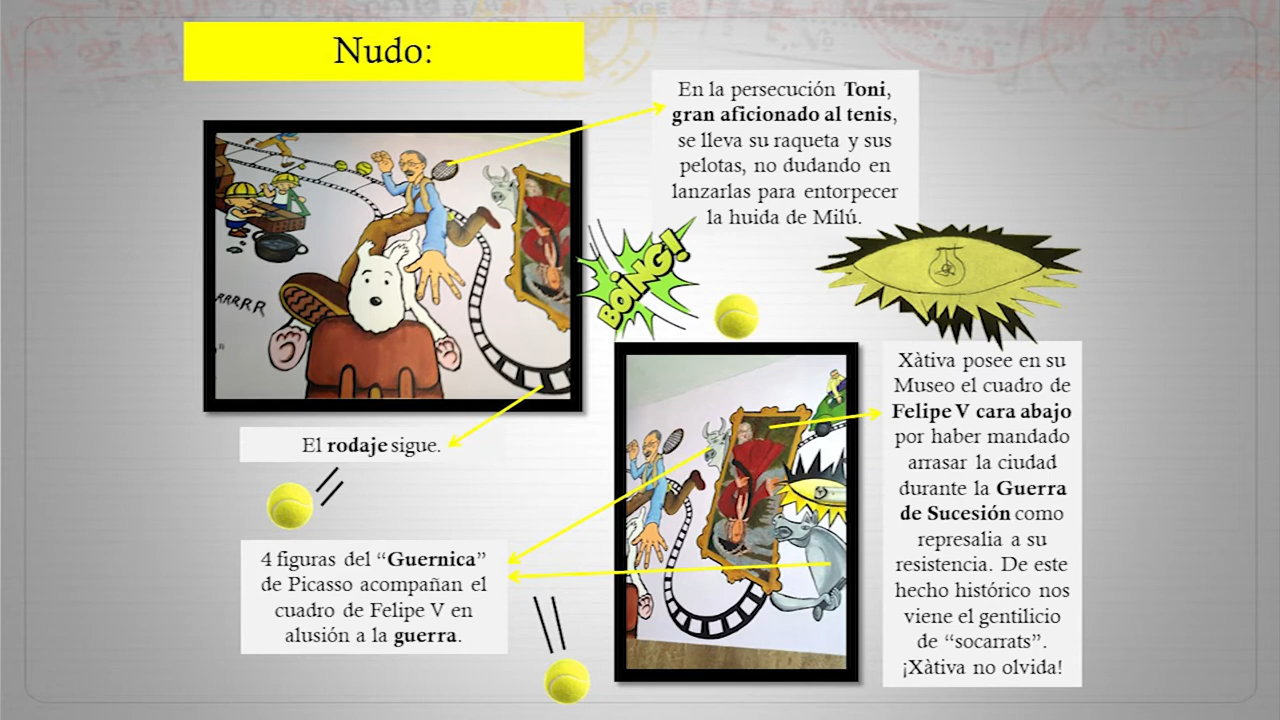 Nudo:
En la persecución Toni,
gran aficionado al tenis,
se lleva su raqueta y sus
pelotas, no dudando en
lanzarlas para entorpecer
la huida de Milú.
RRRRR
BOING!
El rodaje sigue.
Xàtiva posee en su
Museo el cuadro de
Felipe V cara abajo
por haber mandado
arrasar la ciudad
durante la Guerra
de Sucesión como
represalia a su
resistencia. De este
hecho histórico nos
viene el gentilicio
de “socarrats”.
¡Xàtiva no olvida!
4 figuras del “Guernica”
de Picasso acompañan el
cuadro de Felipe V en
alusión a la guerra.